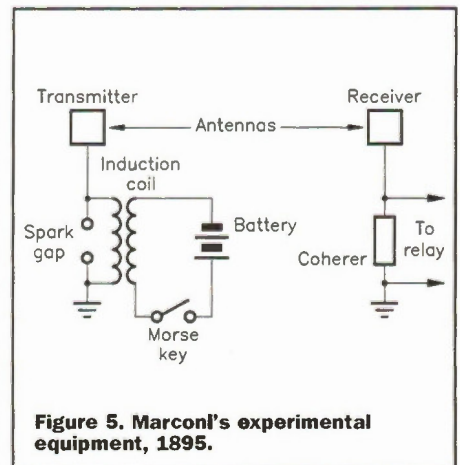 Transmitter
Receiver
Antennas
Induction
coil
Spark
gap
Battery
Coherer
To
relay
Morse
key
Figure 5. Marconi's experimental
equipment, 1895.